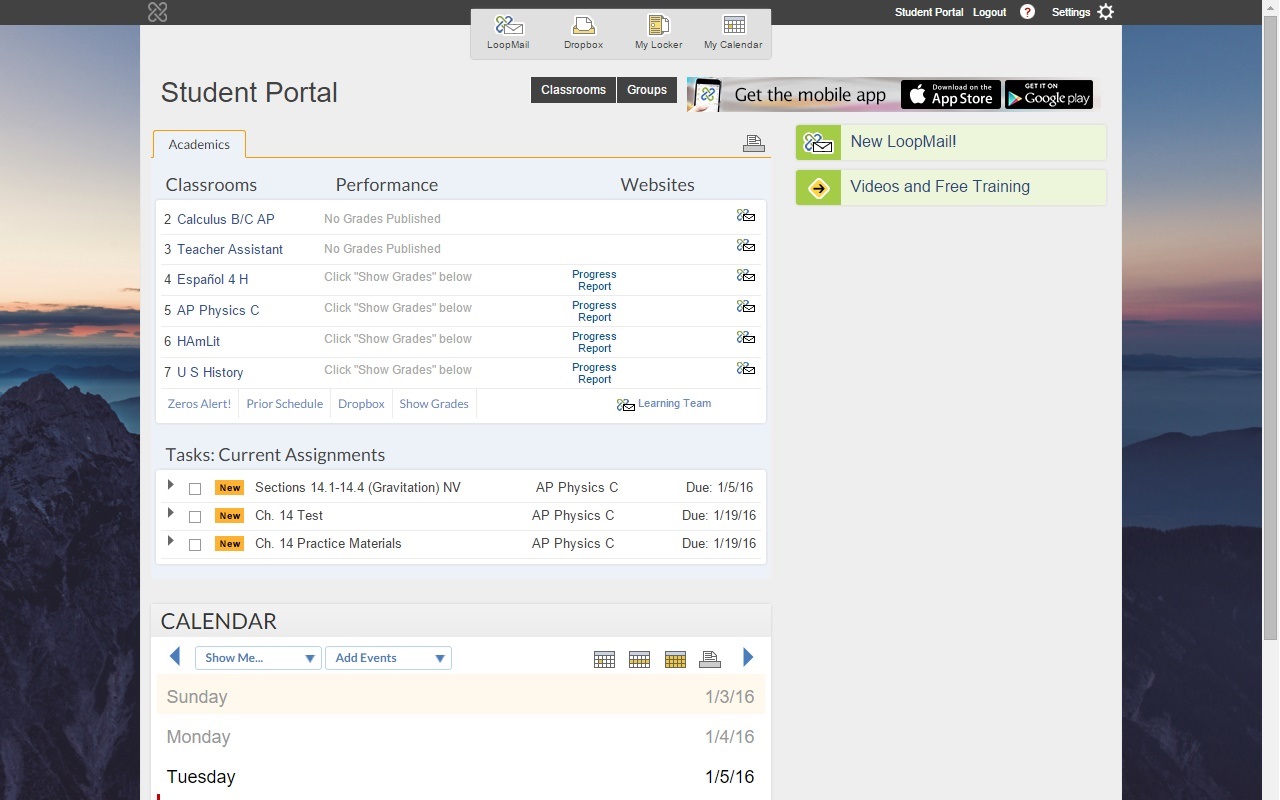 Student Portal Logout ? Settings
LoopMail Dropbox My Locker My Calendar
Student Portal
Classrooms Groups
Get the mobile app
Download on the
App Store
GET IT ON
Google play
Academics
New LoopMail!
Videos and Free Training
Classrooms Performance Websites
2 Calculus B/C AP No Grades Published
3 Teacher Assistant No Grades Published
4 Español 4 H Click "Show Grades" below Progress
Report
5 AP Physics C Click "Show Grades" below Progress
Report
6 HAmLit Click "Show Grades" below Progress
Report
7 U S History Click "Show Grades" below Progress
Report
Zeros Alert! Prior Schedule Dropbox Show Grades Learning Team
Tasks: Current Assignments
New Sections 14.1-14.4 (Gravitation) NV AP Physics C Due: 1/5/16
New Ch. 14 Test AP Physics C Due: 1/19/16
New Ch. 14 Practice Materials AP Physics C Due: 1/19/16
CALENDAR
Show Me... Add Events
Sunday 1/3/16
Monday 1/4/16
Tuesday 1/5/16